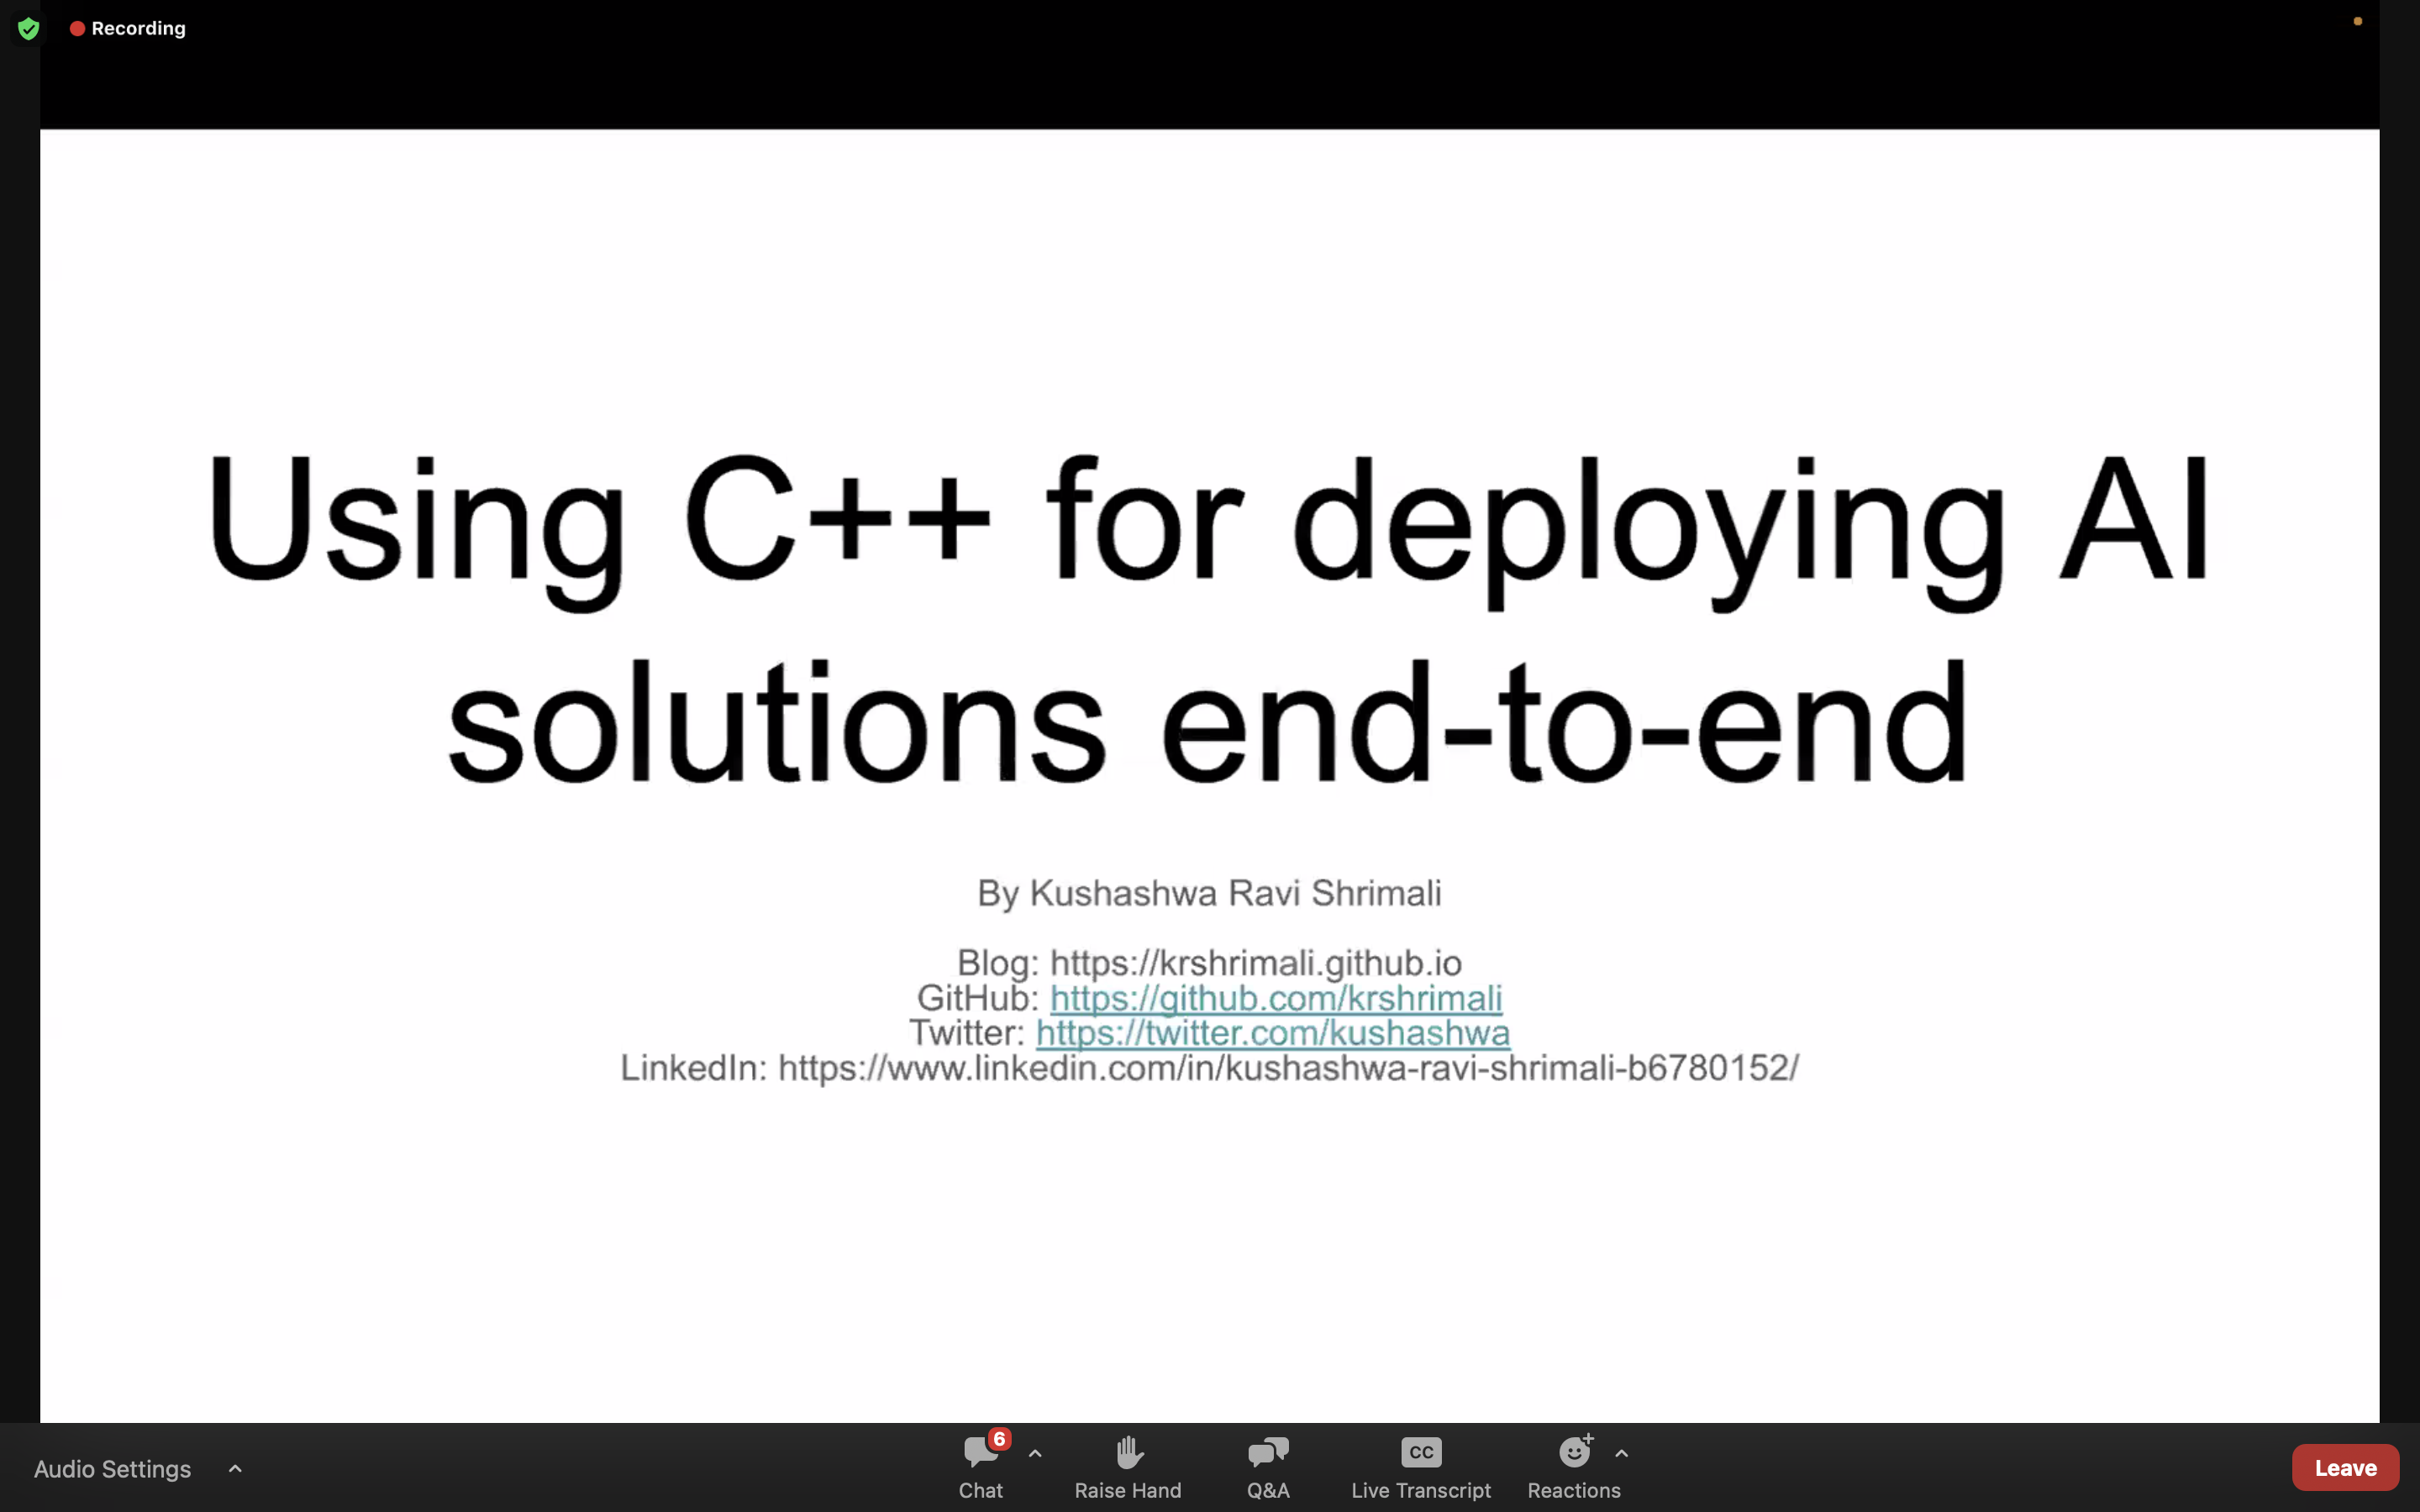 Recording
Using C++ for deploying AI
solutions end-to-end
By Kushashwa Ravi Shrimali
Blog: https://krshrimali.github.io
GitHub: https://github.com/krshrimali
Twitter: https://twitter.com/kushashwa
LinkedIn: https://www.linkedin.com/in/kushashwa-ravi-shrimali-b6780152/
Audio Settings
6
Chat
Raise Hand
Q&A
CC
Live Transcript
Reactions
Leave